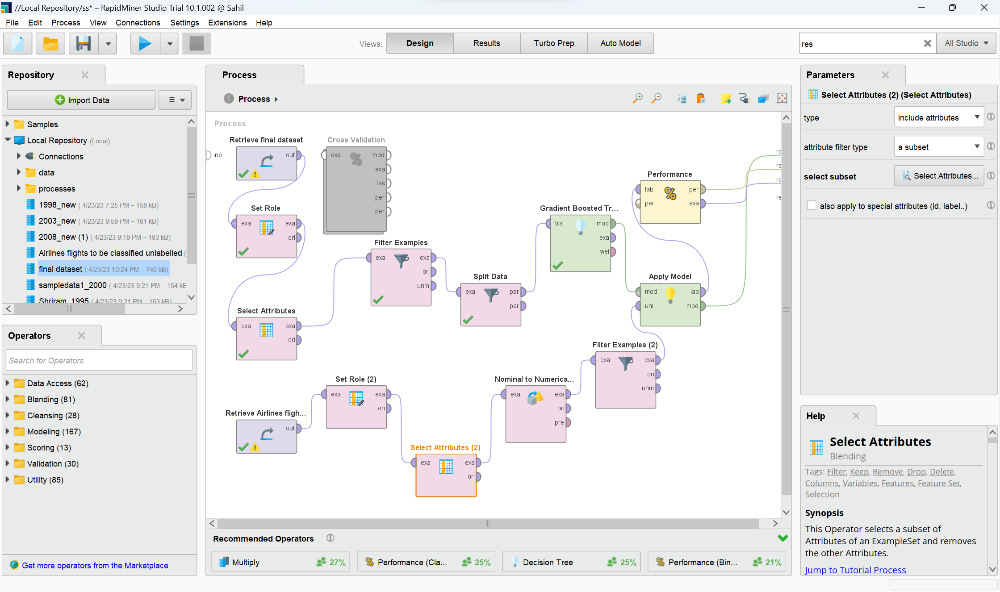 //Local Repository/ss* – RapidMiner Studio Trial 10.1.002 @ Sahil
File Edit Process View Connections Settings Extensions Help
Views: Design Results Turbo Prep Auto Model
res
All Studio
Repository
Import Data
Samples
Local Repository (Local)
Connections
data
processes
1998_new ( 4/23/23 7:25 PM – 158 kB)
2003_new ( 4/23/23 9:59 PM – 161 kB)
2008_new (1) ( 4/23/23 9:19 PM – 183 kB)
Airlines flights to be classified unlabelled (
final dataset ( 4/23/23 10:24 PM – 740 kB)
sampledata1_2000 ( 4/23/23 9:21 PM – 154 kE
Shriram_1995 ( 4/23/23 9:21 PM – 163 kB)
Operators
Search for Operators
Data Access (62)
Blending (81)
Cleansing (28)
Modeling (167)
Scoring (13)
Validation (30)
Utility (85)
Get more operators from the Marketplace
Process
Process
Process
inp
Retrieve final dataset
out
Cross Validation
exa mod
exa
tes
per
per
Set Role
exa exa
ori
Select Attributes
exa exa
ori
Filter Examples
exa exa
ori
unm
Split Data
exa par
par
Gradient Boosted Tr...
tra mod
exa
wei
Performance
lab per
per exa
re
re
re
re
Apply Model
mod lab
unl mod
Filter Examples (2)
exa exa
ori
unm
Nominal to Numerica...
exa exa
ori
pre
Set Role (2)
exa exa
ori
Retrieve Airlines fligh...
out
Select Attributes (2)
exa exa
ori
Recommended Operators
Multiply 27%
Performance (Cla... 25%
Decision Tree 25%
Performance (Bin... 21%
Parameters
Select Attributes (2) (Select Attributes)
type include attributes
attribute filter type a subset
select subset Select Attributes...
also apply to special attributes (id, label..)
Help
Select Attributes
Blending
Tags: Filter, Keep, Remove, Drop, Delete,
Columns, Variables, Features, Feature Set,
Selection
Synopsis
This Operator selects a subset of
Attributes of an ExampleSet and removes
the other Attributes.
Jump to Tutorial Process